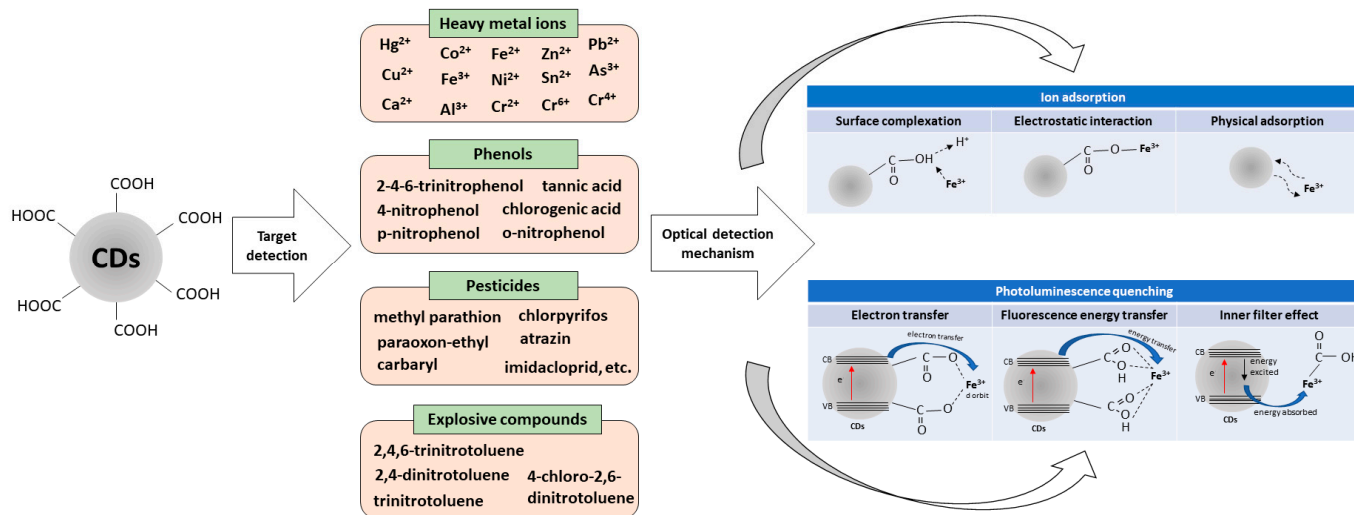 COOH
HOOC
COOH
CDs
HOOC
COOH
COOH
Target
detection
Heavy metal ions
Hg²⁺ Co²⁺ Fe²⁺ Zn²⁺ Pb²⁺
Cu²⁺ Fe³⁺ Ni²⁺ Sn²⁺ As³⁺
Ca²⁺ Al³⁺ Cr²⁺ Cr⁶⁺ Cr⁴⁺
Phenols
2-4-6-trinitrophenol tannic acid
4-nitrophenol chlorogenic acid
p-nitrophenol o-nitrophenol
Pesticides
methyl parathion chlorpyrifos
paraoxon-ethyl atrazin
carbaryl imidacloprid, etc.
Explosive compounds
2,4,6-trinitrotoluene
2,4-dinitrotoluene 4-chloro-2,6-
trinitrotoluene dinitrotoluene
Optical detection
mechanism
Ion adsorption
Surface complexation Electrostatic interaction Physical adsorption
C OH H⁺
O Fe³⁺
C O Fe³⁺
O
Fe³⁺
Photoluminescence quenching
Electron transfer Fluorescence energy transfer Inner filter effect
electron transfer
CB
C O
O
e
Fe³⁺
d orbit
VB
C O
O
CDs
energy transfer
CB
C O
O
H
e
Fe³⁺
VB
C O
O
H
CDs
CB
energy
excited
e
VB
energy absorbed
CDs
O
C OH
Fe³⁺